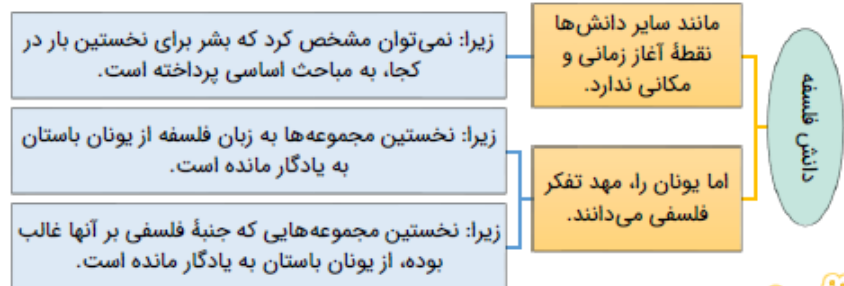 دانش فلسفه
مانند سایر دانش‌ها
نقطهٔ آغاز زمانی و
مکانی ندارد.
زیرا: نمی‌توان مشخص کرد که بشر برای نخستین بار در
کجا، به مباحث اساسی پرداخته است.
اما یونان را، مهد تفکر
فلسفی می‌دانند.
زیرا: نخستین مجموعه‌ها به زبان فلسفه از یونان باستان
به یادگار مانده است.
زیرا: نخستین مجموعه‌هایی که جنبهٔ فلسفی بر آنها غالب
بوده، از یونان باستان به یادگار مانده است.